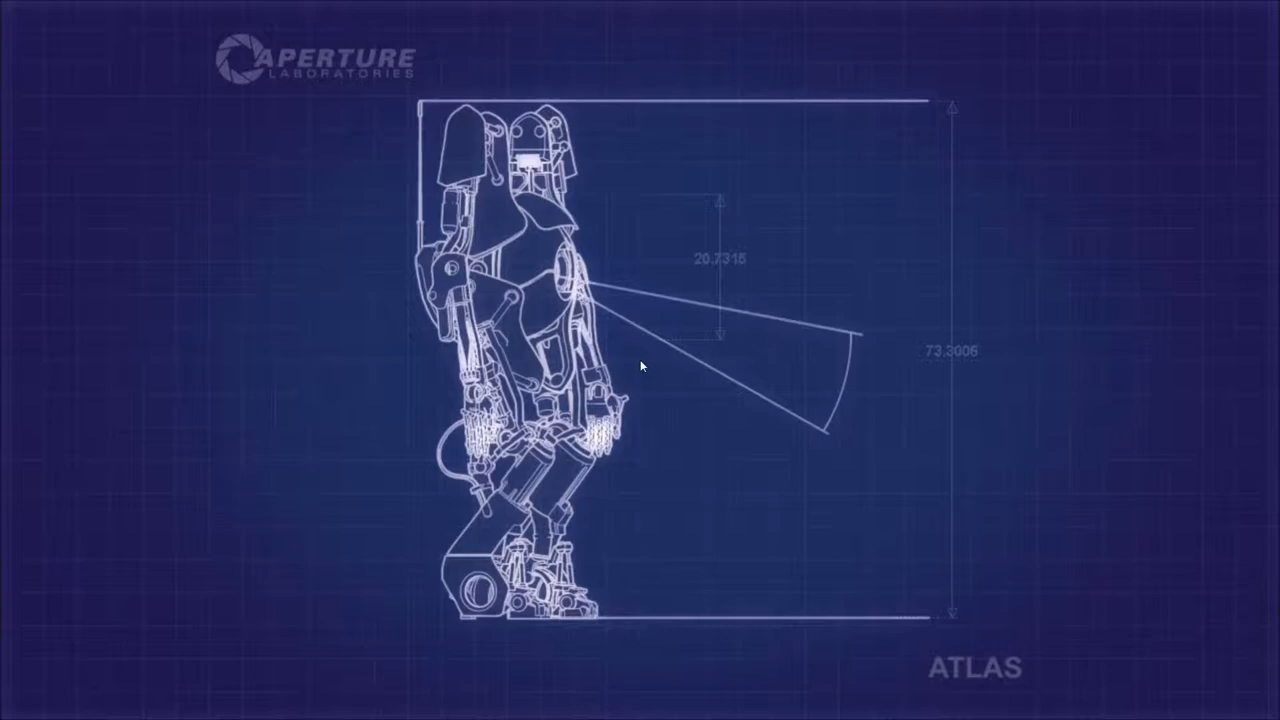 APERTURE
LABORATORIES
20.7315
73.3006
ATLAS